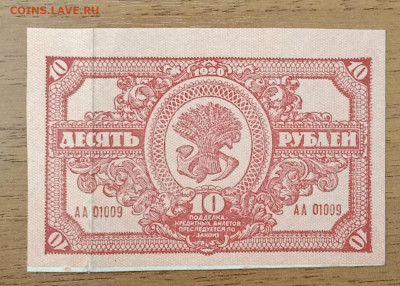 COINS.LAVE.RU
10 1920 10
ДЕСЯТЬ РУБЛЕЙ
АА 01009 10 АА 01009
ПОДДЕЛКА
КРЕДИТНЫХ БИЛЕТОВ
ПРЕСЛЕДУЕТСЯ ПО
ЗАКОНУ
10 10